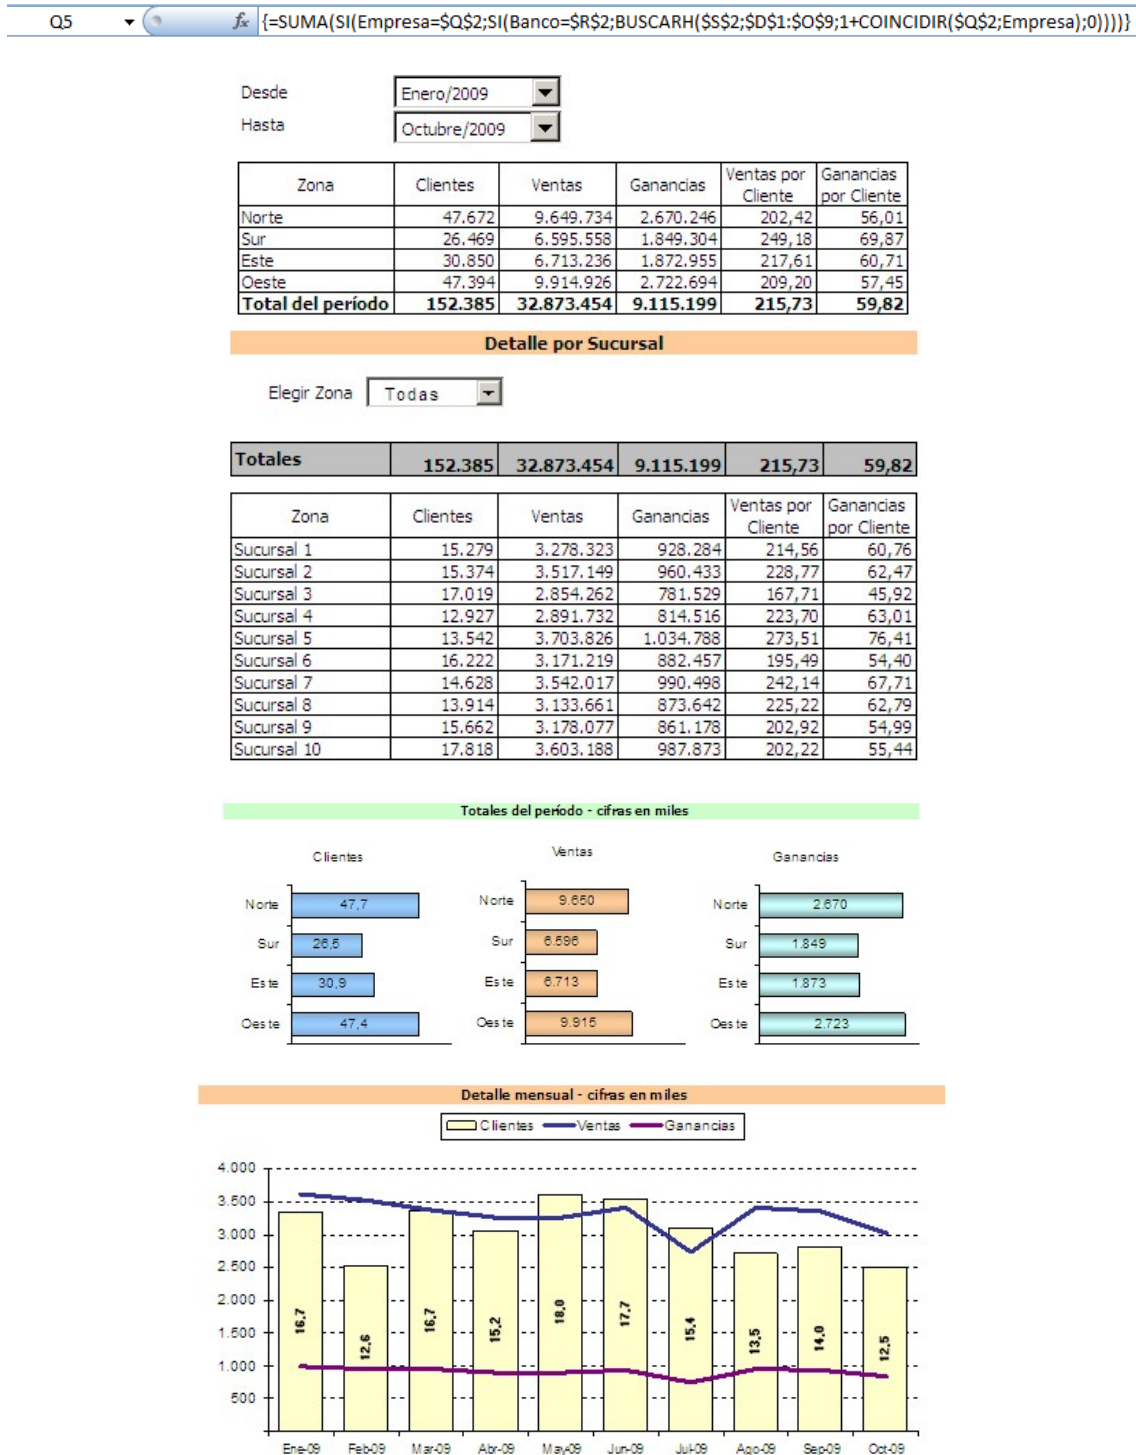 Q5 fx {=SUMA(SI(Empresa=$Q$2;SI(Banco=$R$2;BUSCARH($S$2;$D$1:$O$9;1+COINCIDIR($Q$2;Empresa);0))))}
Desde Enero/2009
Hasta Octubre/2009
Zona Clientes Ventas Ganancias Ventas por Cliente Ganancias por Cliente
Norte 47.672 9.649.734 2.670.246 202,42 56,01
Sur 26.469 6.595.558 1.849.304 249,18 69,87
Este 30.850 6.713.236 1.872.955 217,61 60,71
Oeste 47.394 9.914.926 2.722.694 209,20 57,45
Total del período 152.385 32.873.454 9.115.199 215,73 59,82
Detalle por Sucursal
Elegir Zona Todas
Totales 152.385 32.873.454 9.115.199 215,73 59,82
Zona Clientes Ventas Ganancias Ventas por Cliente Ganancias por Cliente
Sucursal 1 15.279 3.278.323 928.284 214,56 60,76
Sucursal 2 15.374 3.517.149 960.433 228,77 62,47
Sucursal 3 17.019 2.854.262 781.529 167,71 45,92
Sucursal 4 12.927 2.891.732 814.516 223,70 63,01
Sucursal 5 13.542 3.703.826 1.034.788 273,51 76,41
Sucursal 6 16.222 3.171.219 882.457 195,49 54,40
Sucursal 7 14.628 3.542.017 990.498 242,14 67,71
Sucursal 8 13.914 3.133.661 873.642 225,22 62,79
Sucursal 9 15.662 3.178.077 861.178 202,92 54,99
Sucursal 10 17.818 3.603.188 987.873 202,22 55,44
Totales del período - cifras en miles
Clientes Ventas Ganancias
Norte 47,7 Norte 9.650 Norte 2.670
Sur 26,5 Sur 6.596 Sur 1.849
Este 30,9 Este 6.713 Este 1.873
Oeste 47,4 Oeste 9.915 Oeste 2.723
Detalle mensual - cifras en miles
Clientes Ventas Ganancias
4.000
3.500
3.000
2.500
2.000
1.500
1.000
500
16,7 12,6 16,7 15,2 18,0 17,7 15,4 13,5 14,0 12,5
Ene-09 Feb-09 Mar-09 Abr-09 May-09 Jun-09 Jul-09 Ago-09 Sep-09 Oct-09